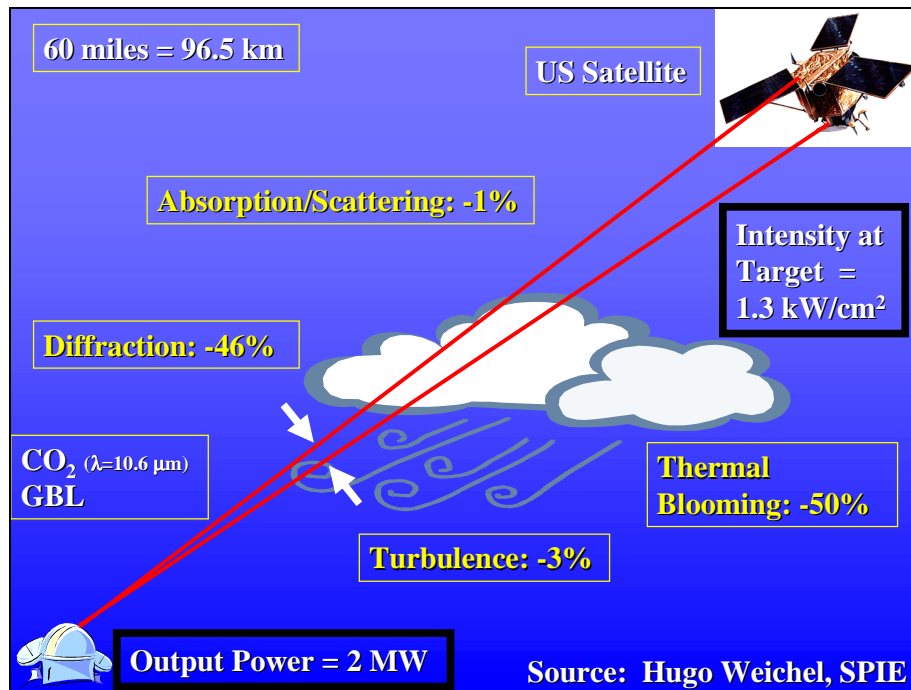 60 miles = 96.5 km
US Satellite
Absorption/Scattering: -1%
Intensity at
Target =
1.3 kW/cm²
Diffraction: -46%
CO₂ (λ=10.6 μm)
GBL
Thermal
Blooming: -50%
Turbulence: -3%
Output Power = 2 MW
Source: Hugo Weichel, SPIE